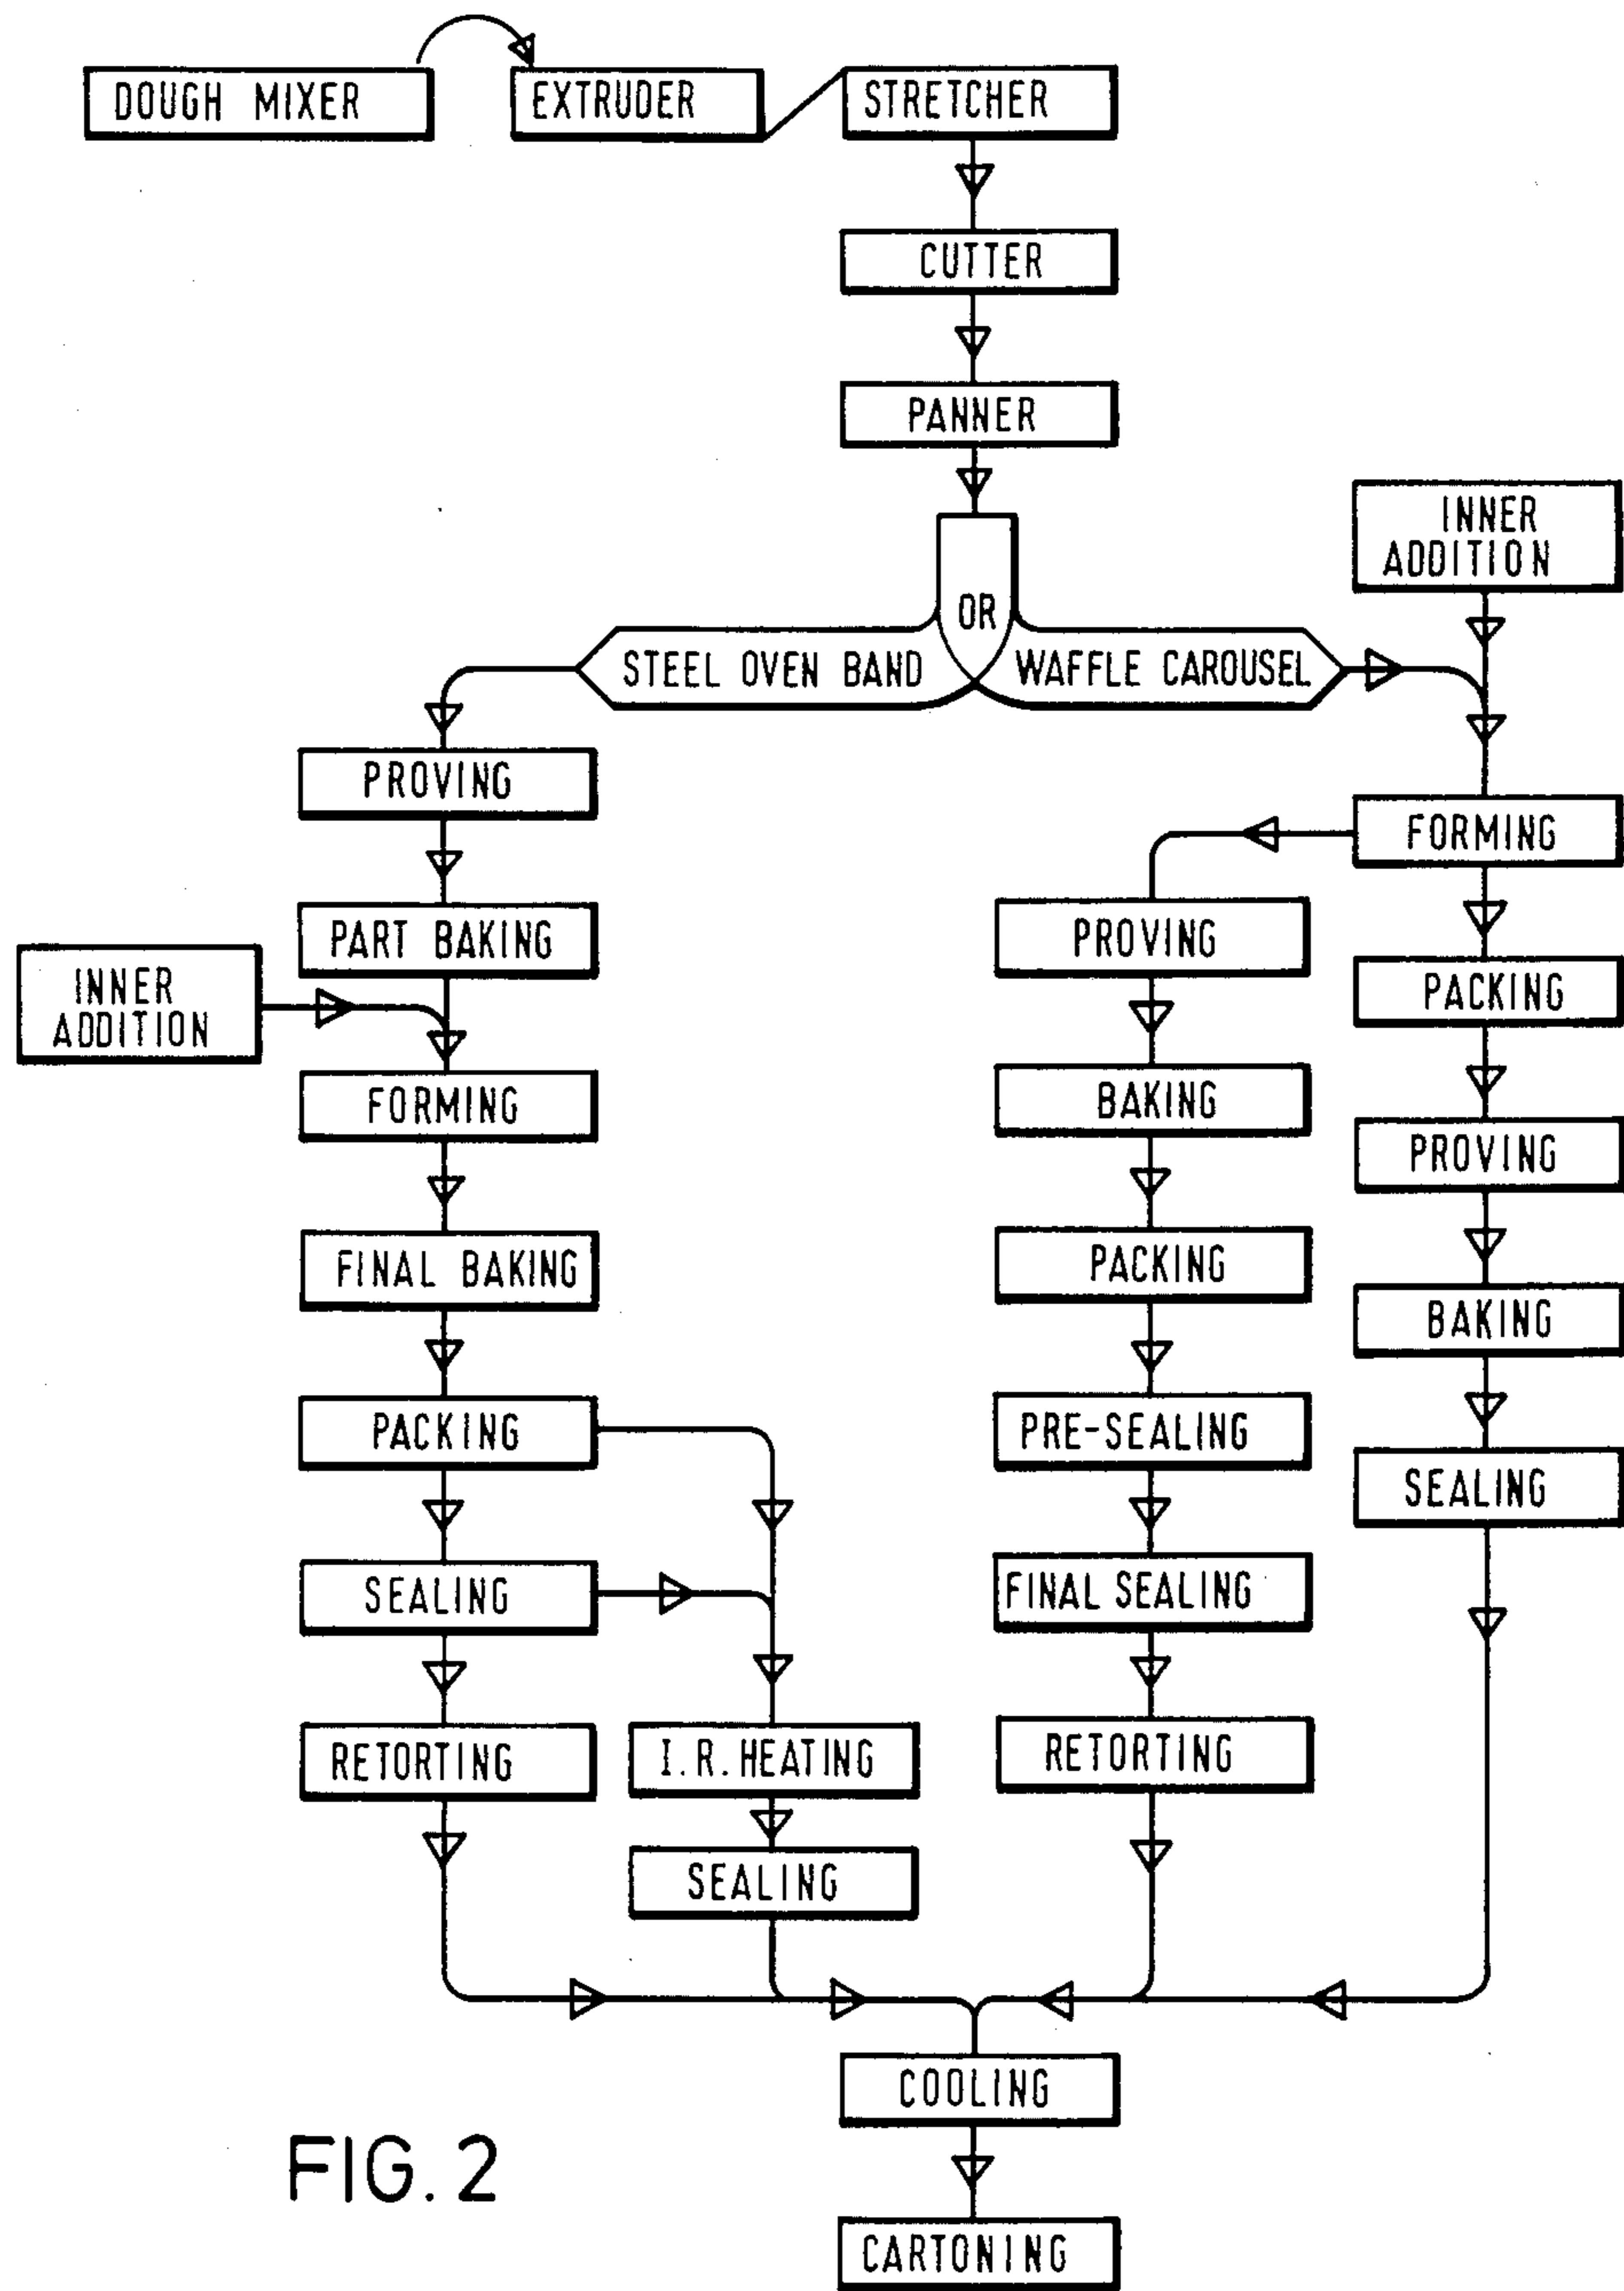 DOUGH MIXER
EXTRUDER
STRETCHER
CUTTER
PANNER
OR
STEEL OVEN BAND
WAFFLE CAROUSEL
INNER
ADDITION
PROVING
PART BAKING
INNER
ADDITION
FORMING
FINAL BAKING
PACKING
SEALING
RETORTING
I.R. HEATING
SEALING
FORMING
PROVING
BAKING
PACKING
PRE-SEALING
FINAL SEALING
RETORTING
PACKING
PROVING
BAKING
SEALING
COOLING
CARTONING
FIG. 2